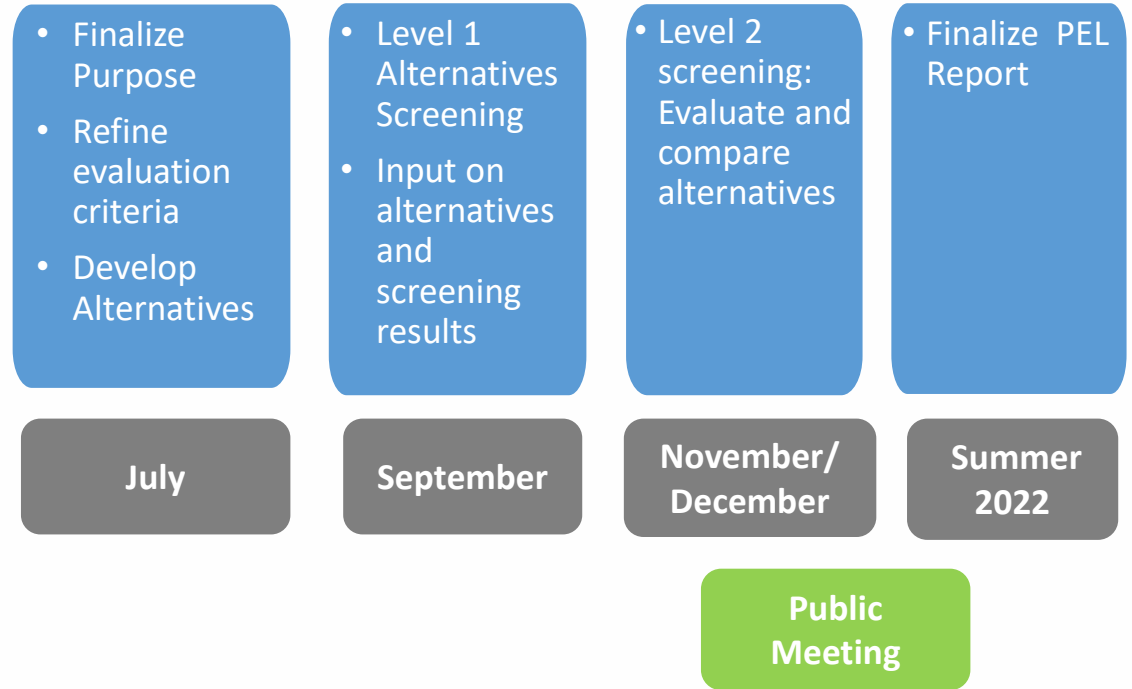 • Finalize
Purpose
• Refine
evaluation
criteria
• Develop
Alternatives
• Level 1
Alternatives
Screening
• Input on
alternatives
and
screening
results
• Level 2
screening:
Evaluate and
compare
alternatives
• Finalize PEL
Report
July
September
November/
December
Summer
2022
Public
Meeting